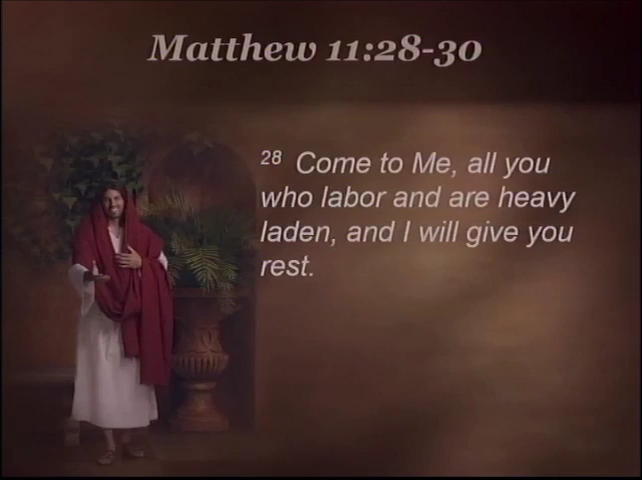 Matthew 11:28-30
28 Come to Me, all you
who labor and are heavy
laden, and I will give you
rest.